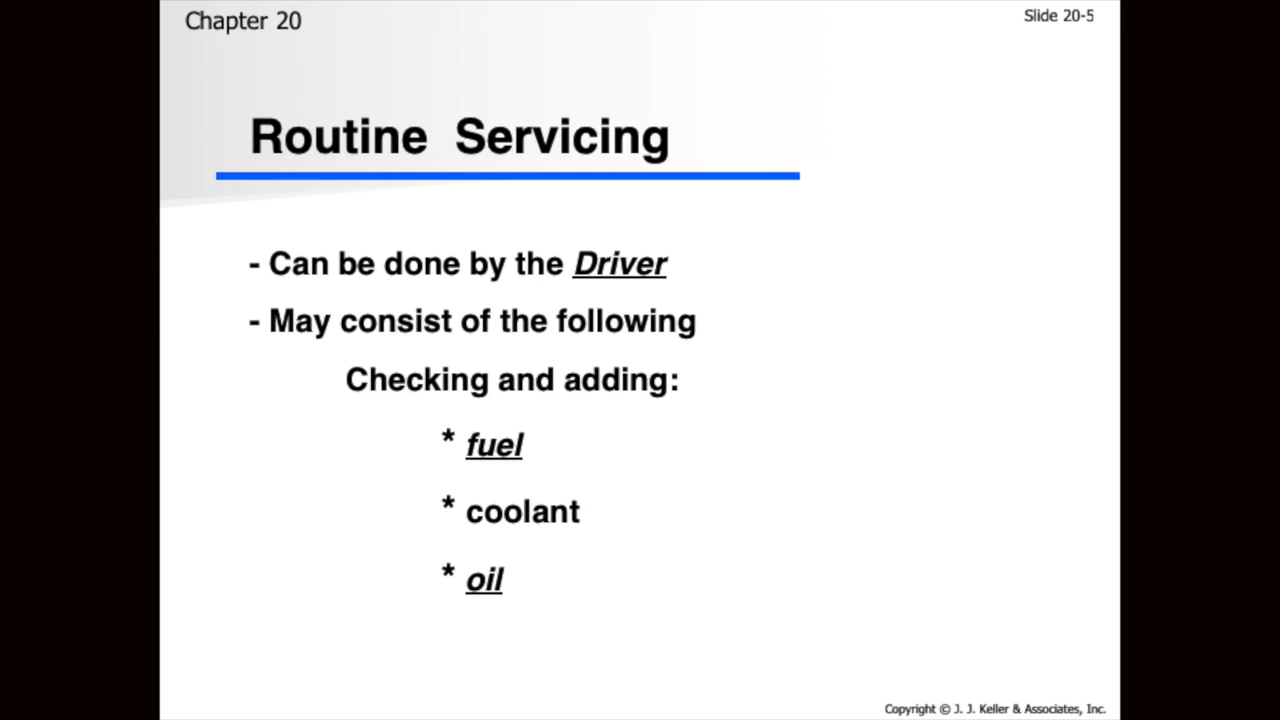 Chapter 20
Slide 20-5
Routine Servicing
- Can be done by the Driver
- May consist of the following
Checking and adding:
* fuel
* coolant
* oil
Copyright © J. J. Keller & Associates, Inc.